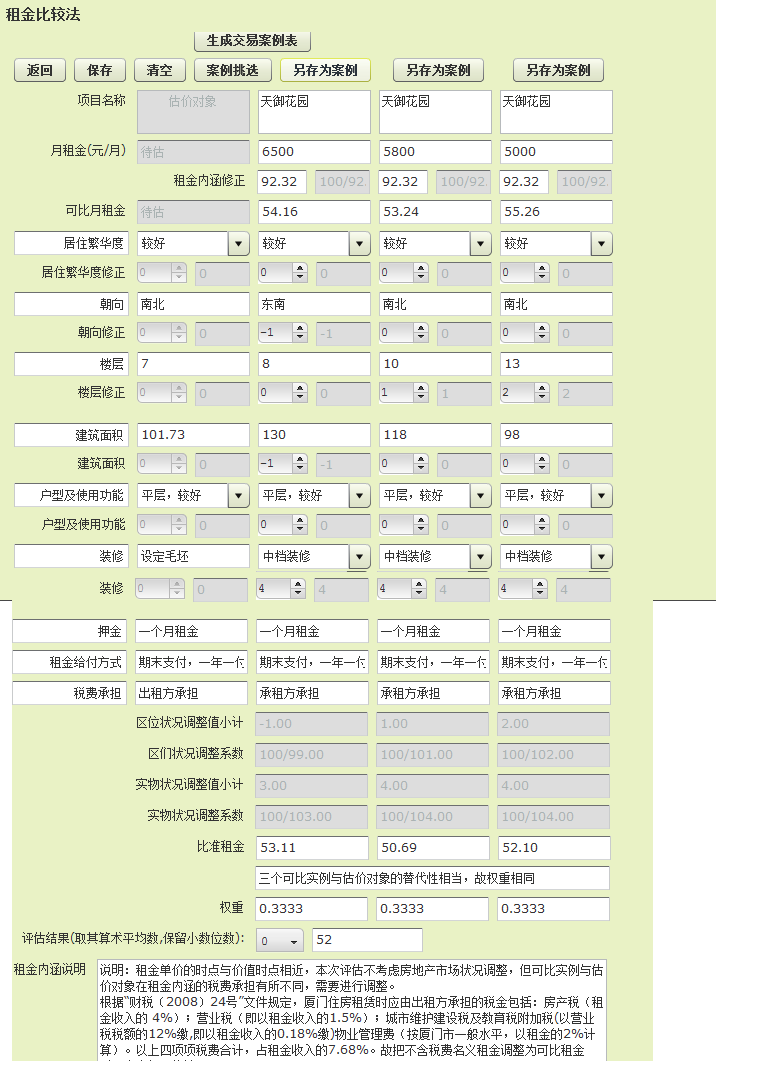 租金比较法
生成交易案例表
返回 保存 清空 案例挑选 另存为案例 另存为案例 另存为案例
项目名称 估价对象 天御花园 天御花园 天御花园
月租金(元/月) 待估 6500 5800 5000
租金内涵修正 92.32 100/92. 92.32 100/92. 92.32 100/92.
可比月租金 待估 54.16 53.24 55.26
居住繁华度 较好 较好 较好 较好
居住繁华度修正 0 0 0 0 0 0 0 0
朝向 南北 东南 南北 南北
朝向修正 0 0 -1 -1 0 0 0 0
楼层 7 8 10 13
楼层修正 0 0 0 0 1 1 2 2
建筑面积 101.73 130 118 98
建筑面积 0 0 -1 -1 0 0 0 0
户型及使用功能 平层，较好 平层，较好 平层，较好 平层，较好
户型及使用功能 0 0 0 0 0 0 0 0
装修 设定毛坯 中档装修 中档装修 中档装修
装修 0 0 4 4 4 4 4 4
押金 一个月租金 一个月租金 一个月租金 一个月租金
租金给付方式 期末支付，一年一付 期末支付，一年一付 期末支付，一年一付 期末支付，一年一付
税费承担 出租方承担 承租方承担 承租方承担 承租方承担
区位状况调整值小计 -1.00 1.00 2.00
区们状况调整系数 100/99.00 100/101.00 100/102.00
实物状况调整值小计 3.00 4.00 4.00
实物状况调整系数 100/103.00 100/104.00 100/104.00
比准租金 53.11 50.69 52.10
三个可比实例与估价对象的替代性相当，故权重相同
权重 0.3333 0.3333 0.3333
评估结果(取其算术平均数,保留小数位数): 0 52
租金内涵说明 说明：租金单价的时点与价值时点相近，本次评估不考虑房地产市场状况调整，但可比实例与估
价对象在租金内涵的税费承担有所不同，需要进行调整。
根据“财税（2008）24号”文件规定，厦门住房租赁时应由出租方承担的税金包括：房产税（租
金收入的 4%）；营业税（即以租金收入的1.5%）；城市维护建设税及教育税附加税(以营业
税税额的12%缴,即以租金收入的0.18%缴)物业管理费（按厦门市一般水平，以租金的2%计
算）。以上四项项税费合计，占租金收入的7.68%。故把不含税费名义租金调整为可比租金